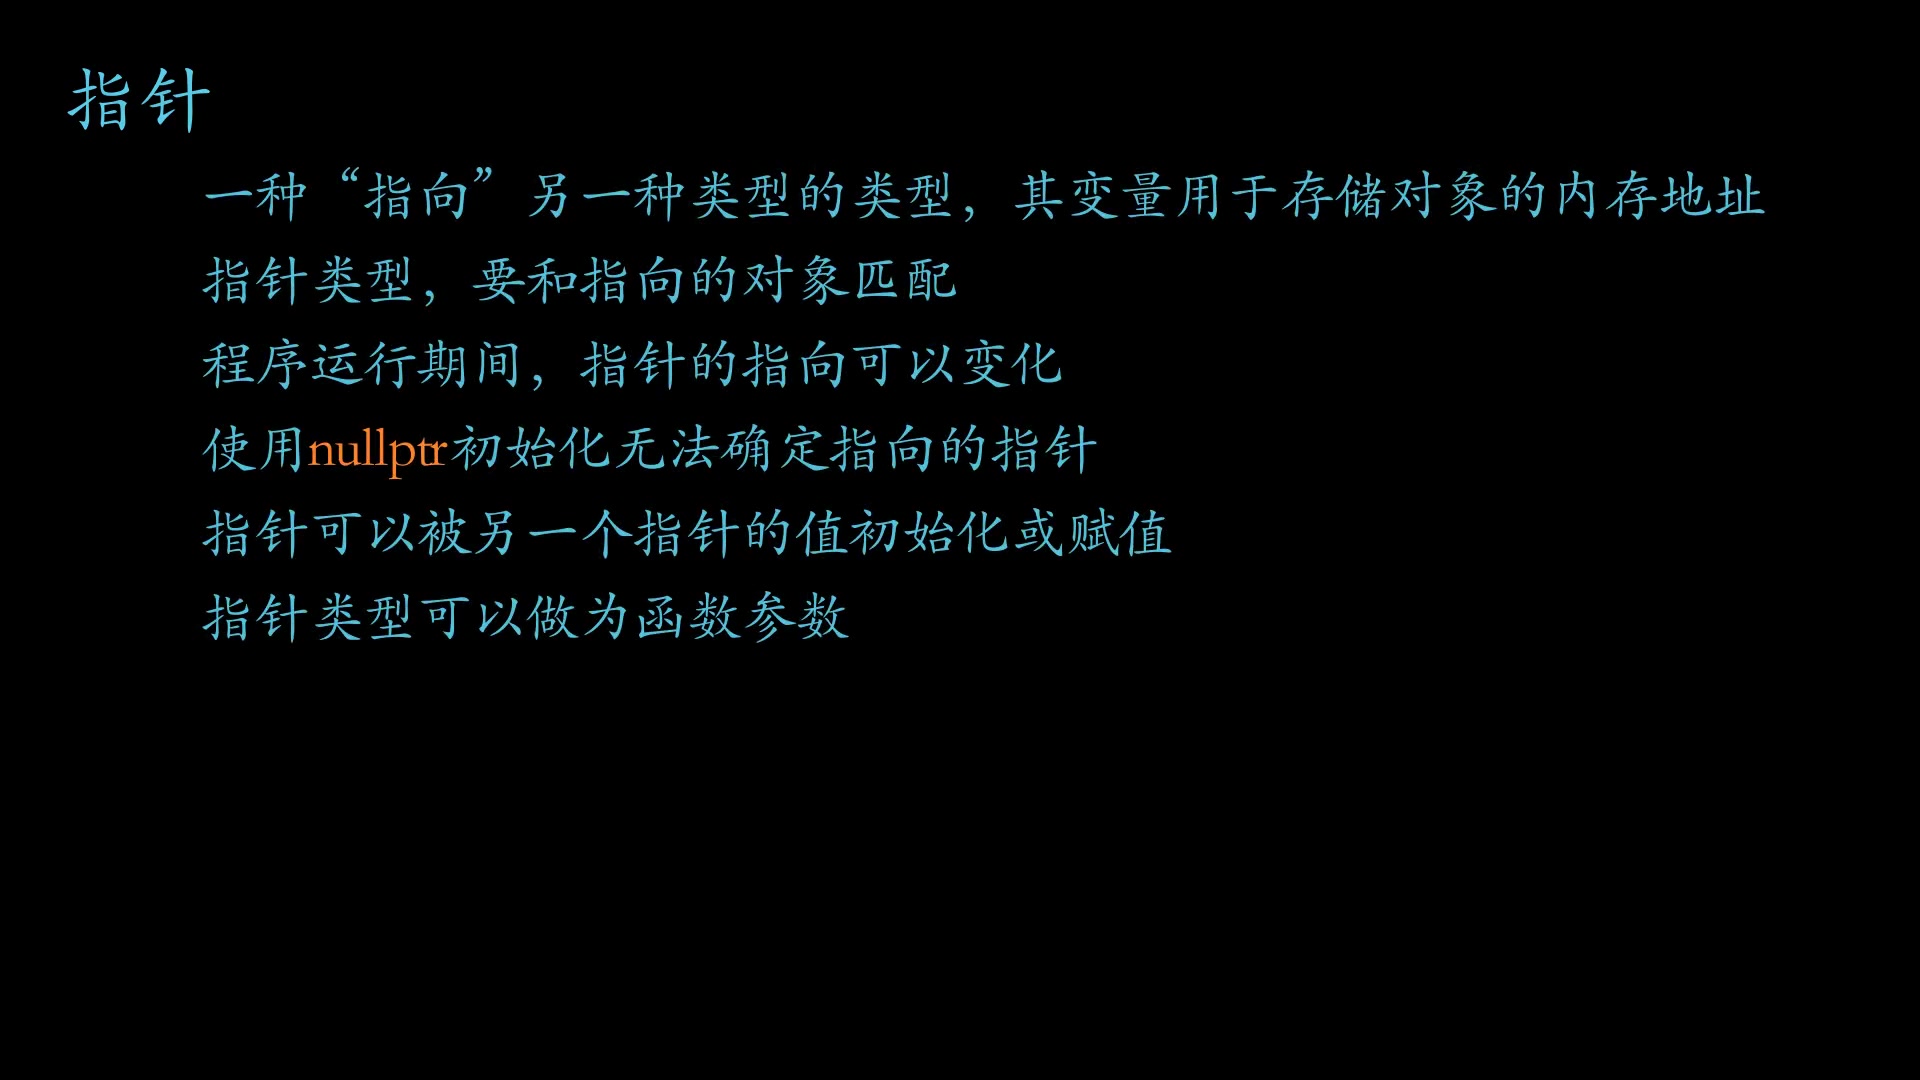 指针
一种“指向”另一种类型的类型，其变量用于存储对象的内存地址
指针类型，要和指向的对象匹配
程序运行期间，指针的指向可以变化
使用nullptr初始化无法确定指向的指针
指针可以被另一个指针的值初始化或赋值
指针类型可以做为函数参数